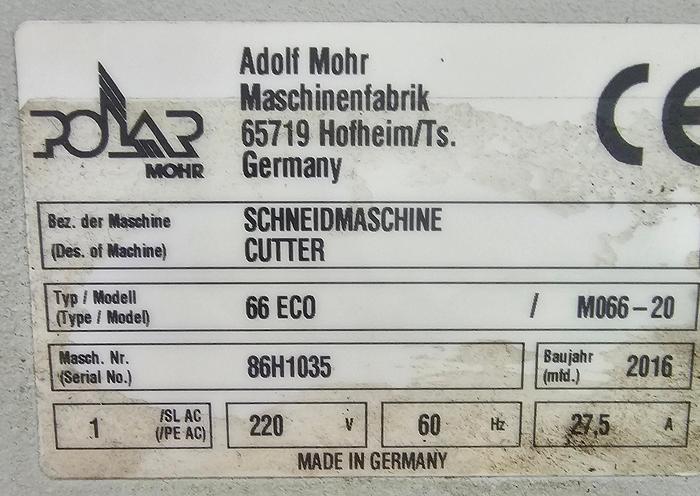 Adolf Mohr
Maschinenfabrik
65719 Hofheim/Ts.
Germany
POLAR
MOHR
CE
Bez. der Maschine
(Des. of Machine)
SCHNEIDMASCHINE
CUTTER
Typ / Modell
(Type / Model)
66 ECO / M066-20
Masch. Nr.
(Serial No.)
86H1035
Baujahr
(mfd.)
2016
1 /SL AC
(/PE AC)
220 V
60 Hz
27,5 A
MADE IN GERMANY